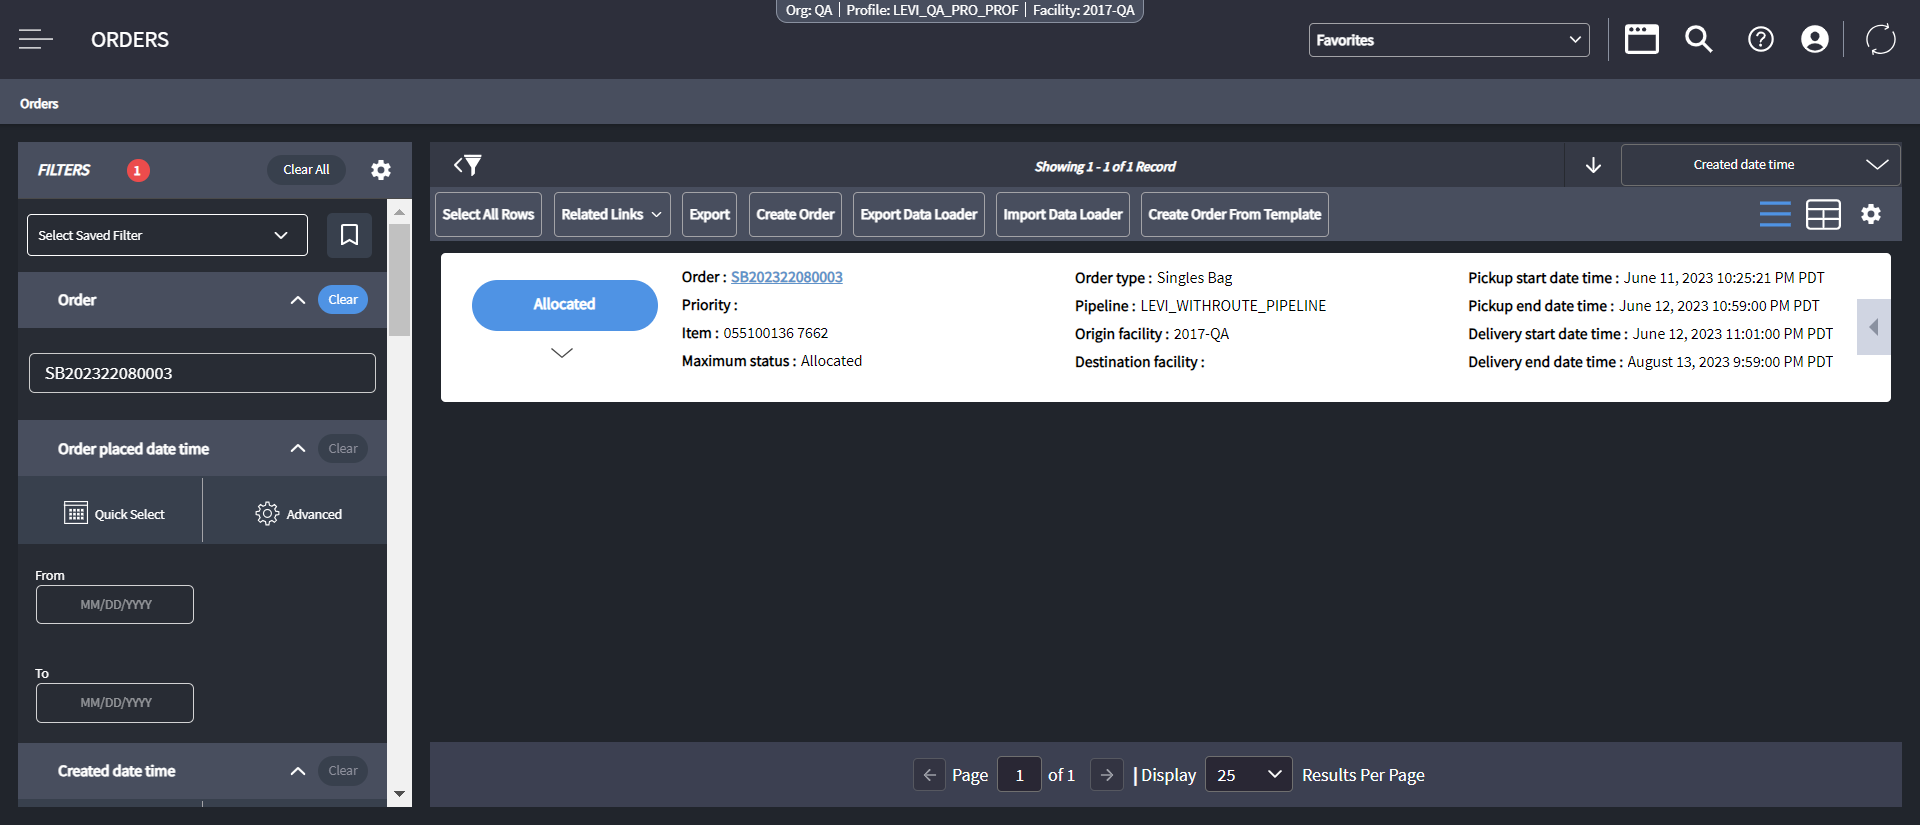 Org: QA | Profile: LEVI_QA_PRO_PROF | Facility: 2017-QA
ORDERS
Favorites
Orders
FILTERS 1 Clear All
Select Saved Filter
Order Clear
SB202322080003
Order placed date time Clear
Quick Select Advanced
From
MM/DD/YYYY
To
MM/DD/YYYY
Created date time Clear
Showing 1 - 1 of 1 Record
Created date time
Select All Rows Related Links Export Create Order Export Data Loader Import Data Loader Create Order From Template
Allocated
Order : SB202322080003
Priority :
Item : 055100136 7662
Maximum status : Allocated
Order type : Singles Bag
Pipeline : LEVI_WITHROUTE_PIPELINE
Origin facility : 2017-QA
Destination facility :
Pickup start date time : June 11, 2023 10:25:21 PM PDT
Pickup end date time : June 12, 2023 10:59:00 PM PDT
Delivery start date time : June 12, 2023 11:01:00 PM PDT
Delivery end date time : August 13, 2023 9:59:00 PM PDT
Page 1 of 1 | Display 25 Results Per Page